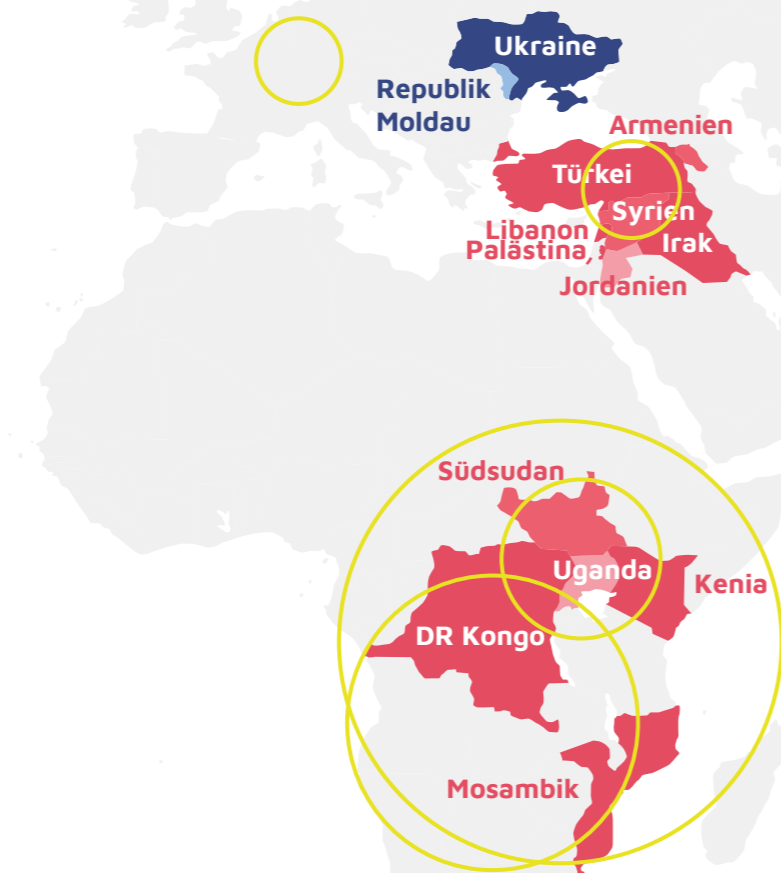 Ukraine
Republik
Moldau
Armenien
Türkei
Syrien
Libanon
Irak
Palästina,
Jordanien
Südsudan
Uganda
Kenia
DR Kongo
Mosambik